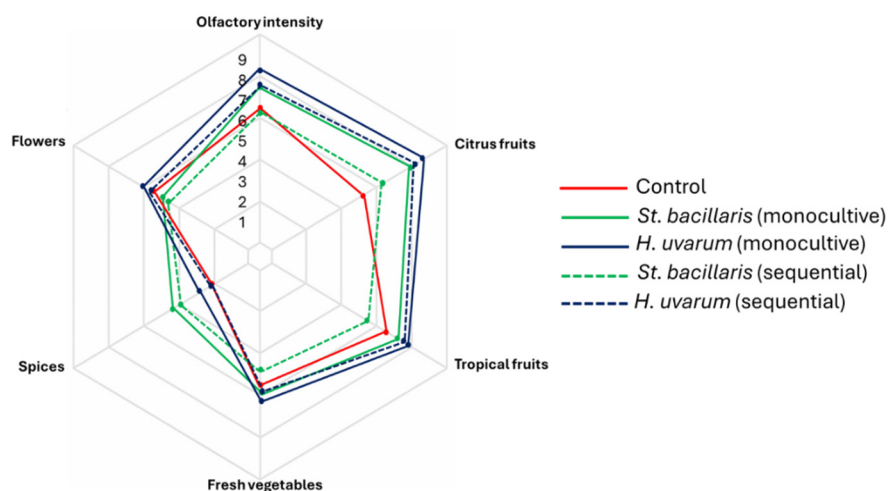 Olfactory intensity
9
8
7
6
5
4
3
2
1
Flowers
Citrus fruits
Spices
Tropical fruits
Fresh vegetables
Control
St. bacillaris (monocultive)
H. uvarum (monocultive)
St. bacillaris (sequential)
H. uvarum (sequential)